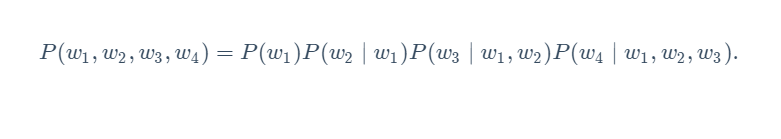 P(w₁, w₂, w₃, w₄) = P(w₁)P(w₂ | w₁)P(w₃ | w₁, w₂)P(w₄ | w₁, w₂, w₃).